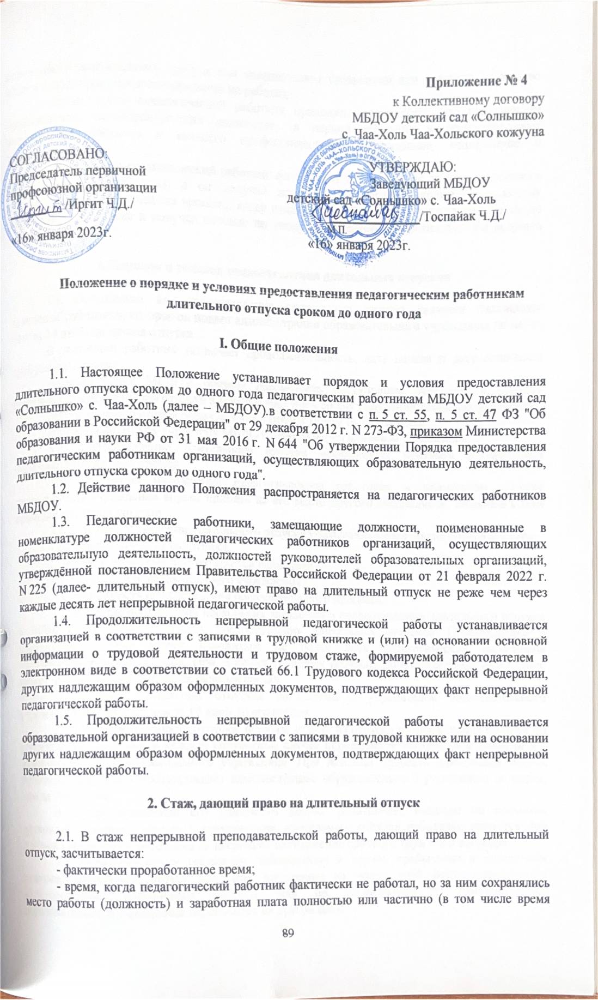 Приложение № 4
к Коллективному договору
МБДОУ детский сад «Солнышко»
с. Чаа-Холь Чаа-Хольского кожууна
СОГЛАСОВАНО:
Председатель первичной
профсоюзной организации
/Иргит Ч.Д./
«16» января 2023г.
УТВЕРЖДАЮ:
Заведующий МБДОУ
детский сад «Солнышко» с. Чаа-Холь
/Госпайак Ч.Д./
М.П.
«16» января 2023г.
Положение о порядке и условиях предоставления педагогическим работникам
длительного отпуска сроком до одного года
I. Общие положения
1.1. Настоящее Положение устанавливает порядок и условия предоставления
длительного отпуска сроком до одного года педагогическим работникам МБДОУ детский сад
«Солнышко» с. Чаа-Холь (далее – МБДОУ).в соответствии с п. 5 ст. 55, п. 5 ст. 47 ФЗ "Об
образовании в Российской Федерации" от 29 декабря 2012 г. N 273-ФЗ, приказом Министерства
образования и науки РФ от 31 мая 2016 г. N 644 "Об утверждении Порядка предоставления
педагогическим работникам организаций, осуществляющих образовательную деятельность,
длительного отпуска сроком до одного года".
1.2. Действие данного Положения распространяется на педагогических работников
МБДОУ.
1.3. Педагогические работники, замещающие должности, поименованные в
номенклатуре должностей педагогических работников организаций, осуществляющих
образовательную деятельность, должностей руководителей образовательных организаций,
утверждённой постановлением Правительства Российской Федерации от 21 февраля 2022 г.
N 225 (далее- длительный отпуск), имеют право на длительный отпуск не реже чем через
каждые десять лет непрерывной педагогической работы.
1.4. Продолжительность непрерывной педагогической работы устанавливается
организацией в соответствии с записями в трудовой книжке и (или) на основании основной
информации о трудовой деятельности и трудовом стаже, формируемой работодателем в
электронном виде в соответствии со статьей 66.1 Трудового кодекса Российской Федерации,
других надлежащим образом оформленных документов, подтверждающих факт непрерывной
педагогической работы.
1.5. Продолжительность непрерывной педагогической работы устанавливается
образовательной организацией в соответствии с записями в трудовой книжке или на основании
других надлежащим образом оформленных документов, подтверждающих факт непрерывной
педагогической работы.
2. Стаж, дающий право на длительный отпуск
2.1. В стаж непрерывной преподавательской работы, дающий право на длительный
отпуск, засчитывается:
- фактически проработанное время;
- время, когда педагогический работник фактически не работал, но за ним сохранялись
место работы (должность) и заработная плата полностью или частично (в том числе время
89